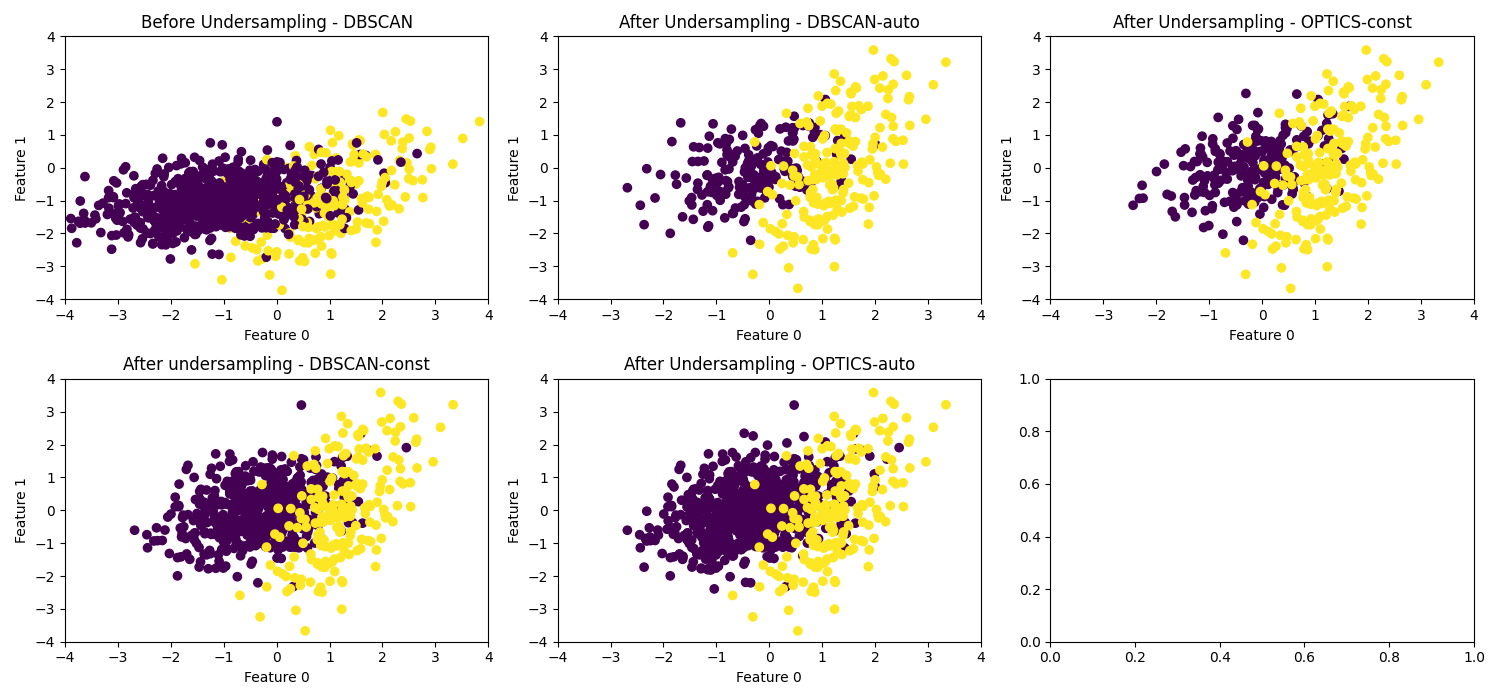 Before Undersampling - DBSCAN
4
3
2
1
0
−1
−2
−3
−4
Feature 1
−4 −3 −2 −1 0 1 2 3 4
Feature 0
After Undersampling - DBSCAN-auto
4
3
2
1
0
−1
−2
−3
−4
Feature 1
−4 −3 −2 −1 0 1 2 3 4
Feature 0
After Undersampling - OPTICS-const
4
3
2
1
0
−1
−2
−3
−4
Feature 1
−4 −3 −2 −1 0 1 2 3 4
Feature 0
After undersampling - DBSCAN-const
4
3
2
1
0
−1
−2
−3
−4
Feature 1
−4 −3 −2 −1 0 1 2 3 4
Feature 0
After Undersampling - OPTICS-auto
4
3
2
1
0
−1
−2
−3
−4
Feature 1
−4 −3 −2 −1 0 1 2 3 4
Feature 0
1.0
0.8
0.6
0.4
0.2
0.0
0.0 0.2 0.4 0.6 0.8 1.0